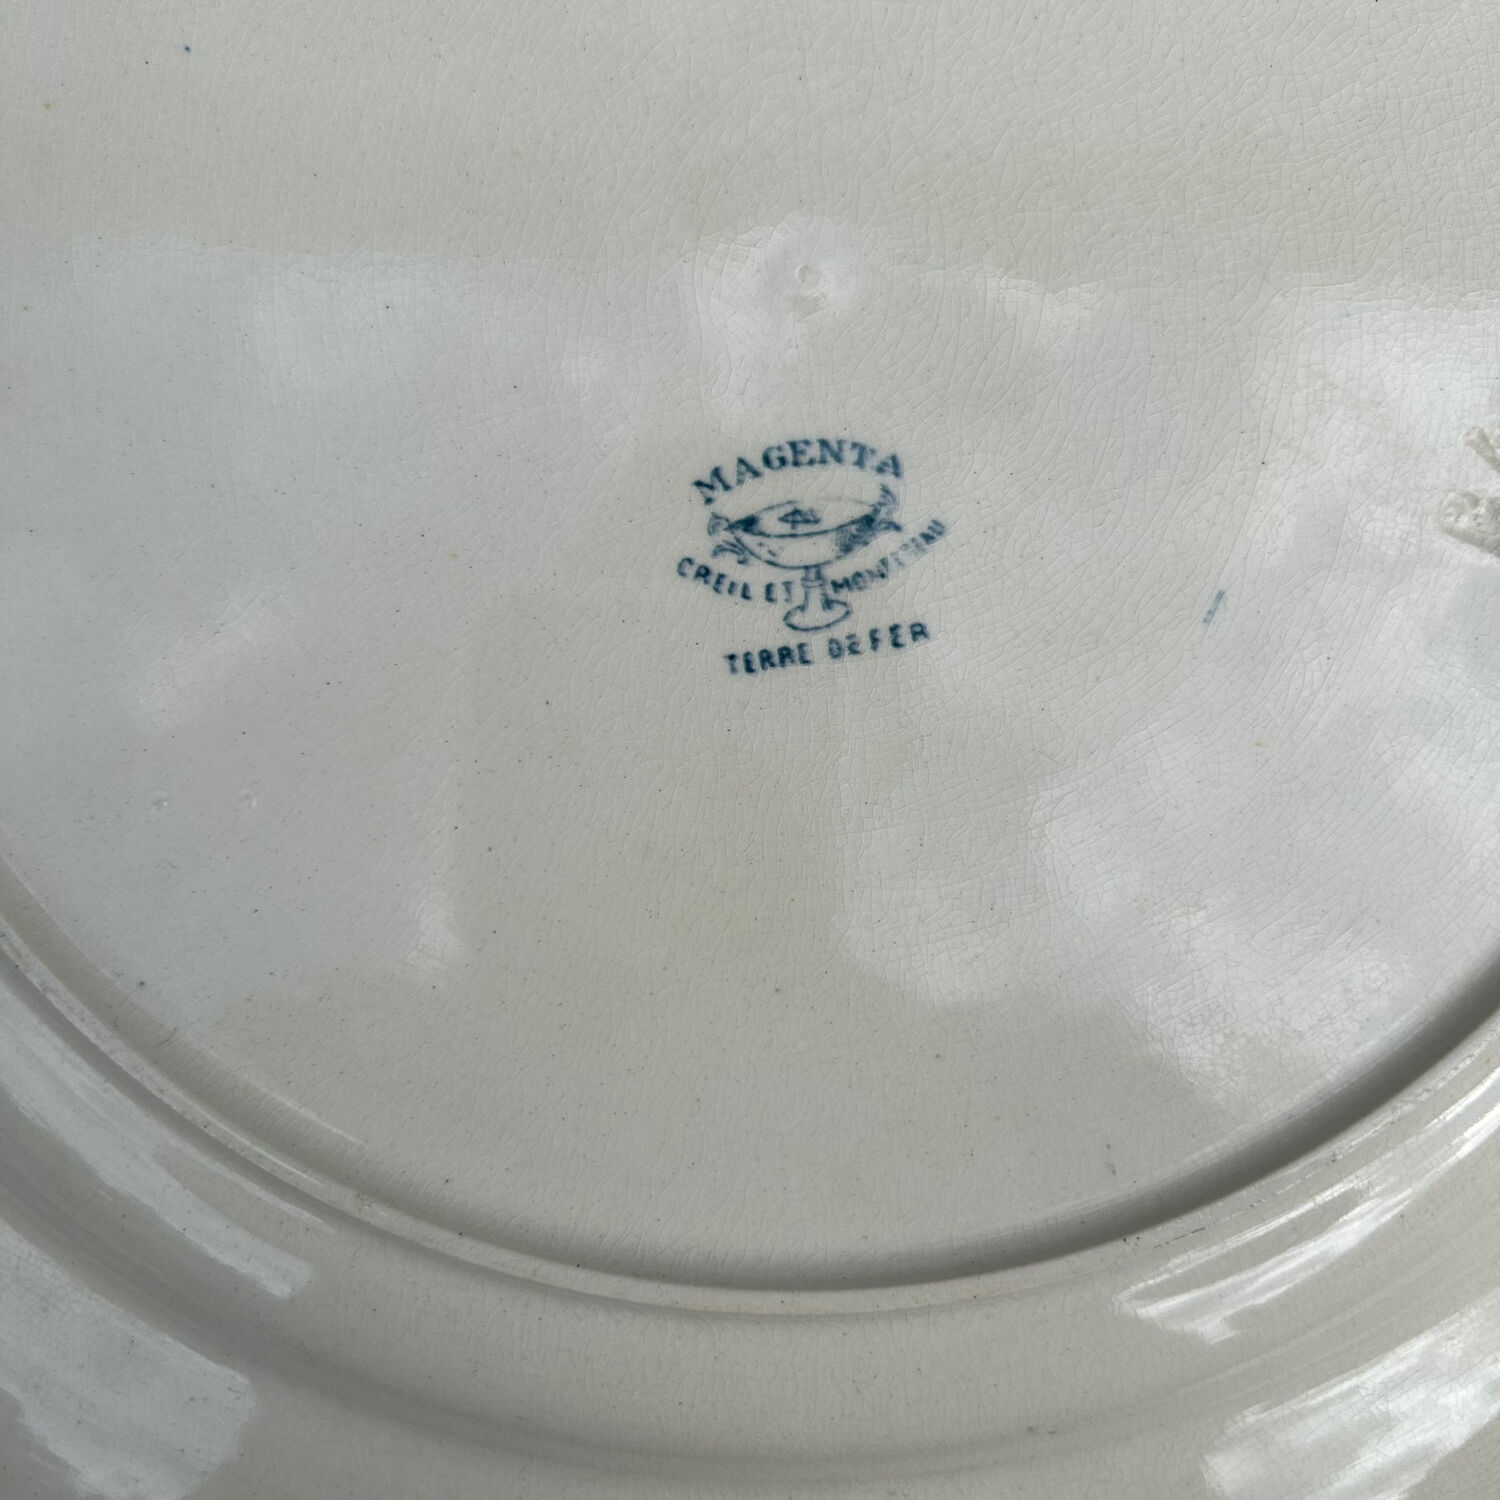 MAGENTA
CREIL ET MONTEREAU
TERRE DE FER